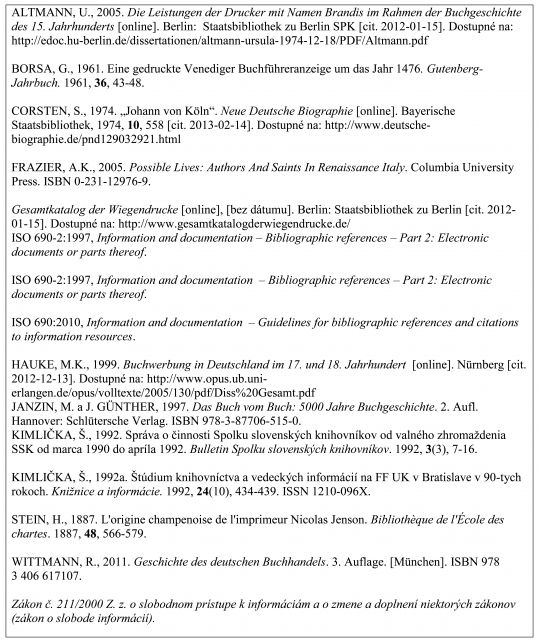 ALTMANN, U., 2005. Die Leistungen der Drucker mit Namen Brandis im Rahmen der Buchgeschichte
des 15. Jahrhunderts [online]. Berlin:  Staatsbibliothek zu Berlin SPK [cit. 2012-01-15]. Dostupné na:
http://edoc.hu-berlin.de/dissertationen/altmann-ursula-1974-12-18/PDF/Altmann.pdf
BORSA, G., 1961. Eine gedruckte Venediger Buchführeranzeige um das Jahr 1476. Gutenberg-
Jahrbuch. 1961, 36, 43-48.
CORSTEN, S., 1974. „Johann von Köln“. Neue Deutsche Biographie [online]. Bayerische
Staatsbibliothek, 1974, 10, 558 [cit. 2013-02-14]. Dostupné na: http://www.deutsche-
biographie.de/pnd129032921.html
FRAZIER, A.K., 2005. Possible Lives: Authors And Saints In Renaissance Italy. Columbia University
Press. ISBN 0-231-12976-9.
Gesamtkatalog der Wiegendrucke [online], [bez dátumu]. Berlin: Staatsbibliothek zu Berlin [cit. 2012-
01-15]. Dostupné na: http://www.gesamtkatalogderwiegendrucke.de/
ISO 690-2:1997, Information and documentation – Bibliographic references – Part 2: Electronic
documents or parts thereof.
ISO 690-2:1997, Information and documentation  – Bibliographic references – Part 2: Electronic
documents or parts thereof.
ISO 690:2010, Information and documentation  – Guidelines for bibliographic references and citations
to information resources.
HAUKE, M.K., 1999. Buchwerbung in Deutschland im 17. und 18. Jahrhundert  [online]. Nürnberg [cit.
2012-12-13]. Dostupné na: http://www.opus.ub.uni-
erlangen.de/opus/volltexte/2005/130/pdf/Diss%20Gesamt.pdf
JANZIN, M. a J. GÜNTHER, 1997. Das Buch vom Buch: 5000 Jahre Buchgeschichte. 2. Aufl.
Hannover: Schlütersche Verlag. ISBN 978-3-87706-515-0.
KIMLIČKA, Š., 1992. Správa o činnosti Spolku slovenských knihovníkov od valného zhromaždenia
SSK od marca 1990 do apríla 1992. Bulletin Spolku slovenských knihovníkov. 1992, 3(3), 7-16.
KIMLIČKA, Š., 1992a. Štúdium knihovníctva a vedeckých informácií na FF UK v Bratislave v 90-tych
rokoch. Knižnice a informácie. 1992, 24(10), 434-439. ISSN 1210-096X.
STEIN, H., 1887. L'origine champenoise de l'imprimeur Nicolas Jenson. Bibliothèque de l'École des
chartes. 1887, 48, 566-579.
WITTMANN, R., 2011. Geschichte des deutschen Buchhandels. 3. Auflage. [München]. ISBN 978
3 406 617107.
Zákon č. 211/2000 Z. z. o slobodnom prístupe k informáciám a o zmene a doplnení niektorých zákonov
(zákon o slobode informácií).